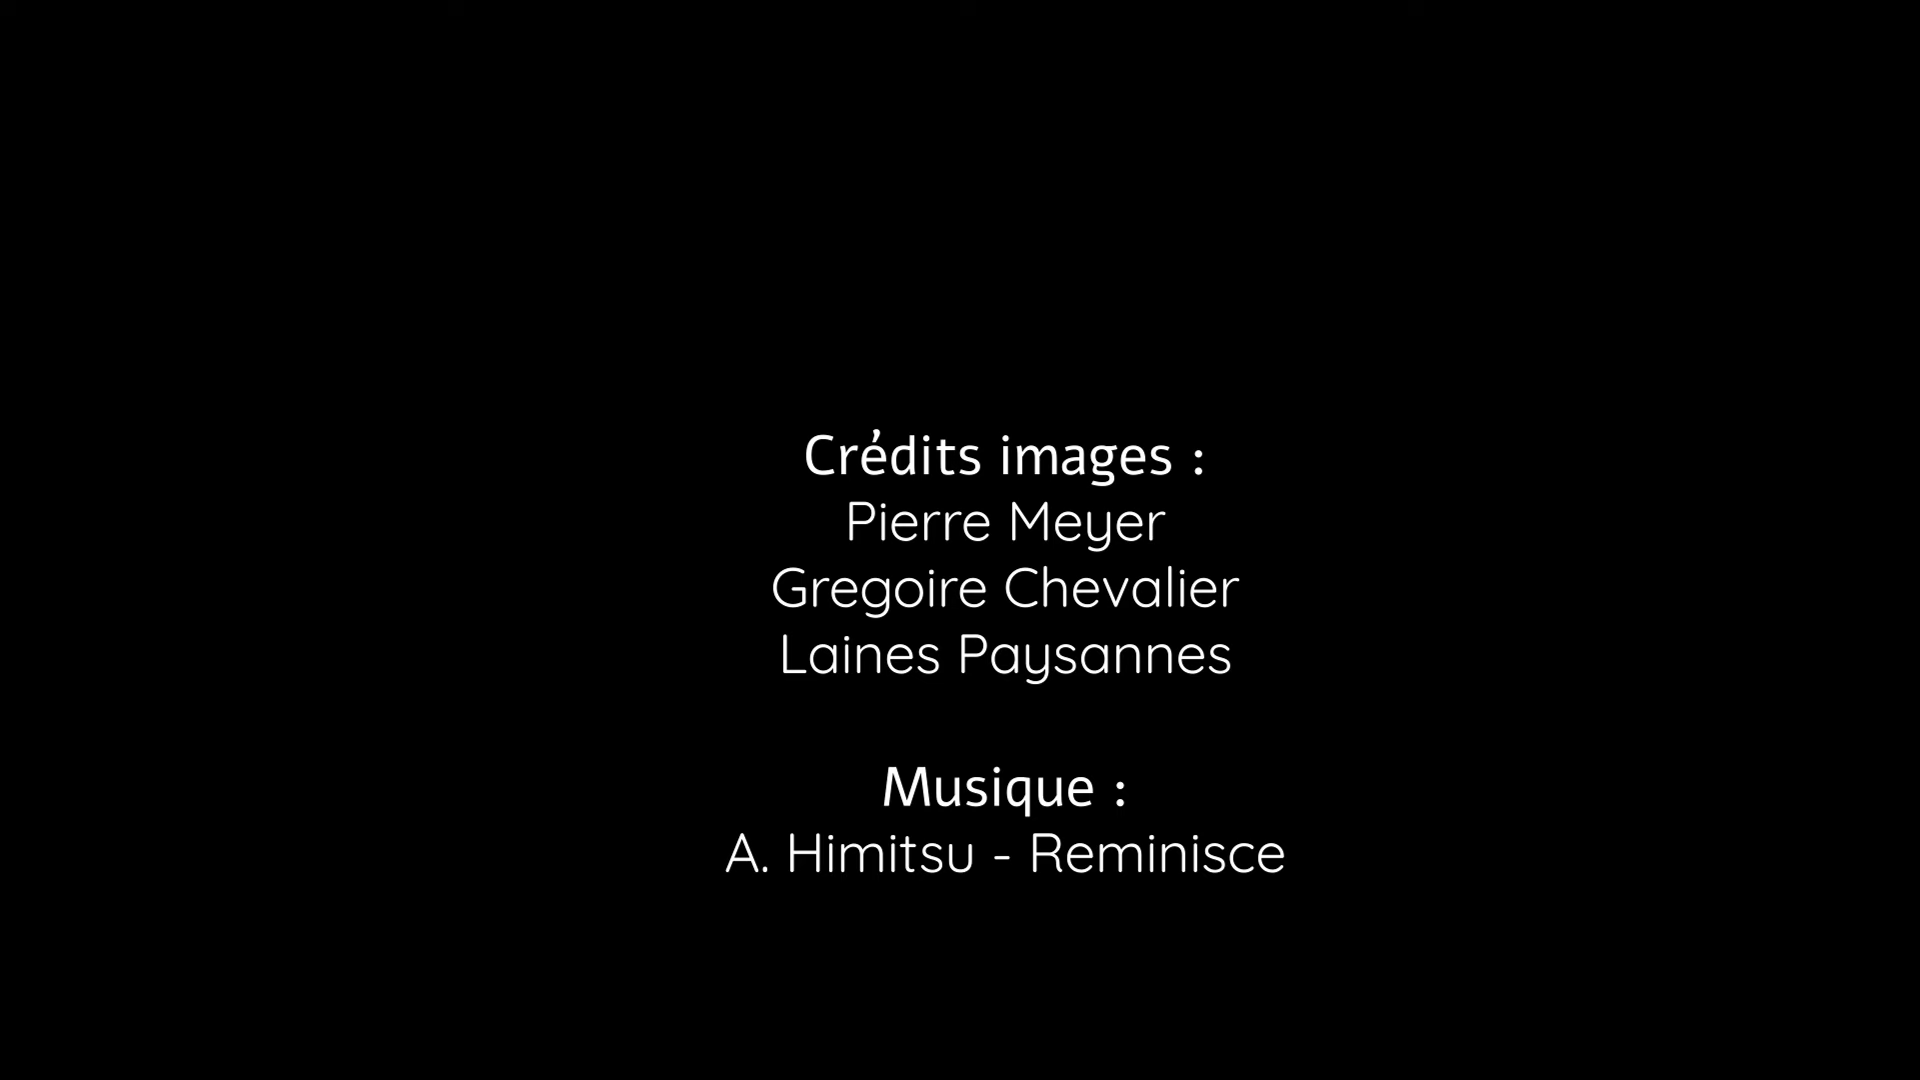 Crédits images :
Pierre Meyer
Gregoire Chevalier
Laines Paysannes
Musique :
A. Himitsu - Reminisce